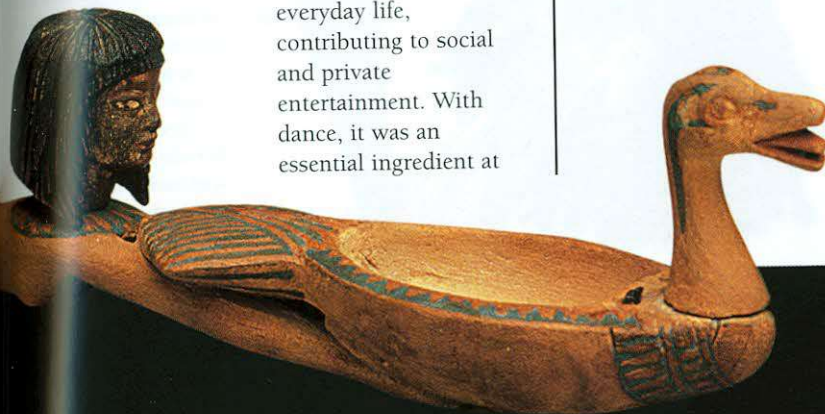 everyday life,
contributing to social
and private
entertainment. With
dance, it was an
essential ingredient at